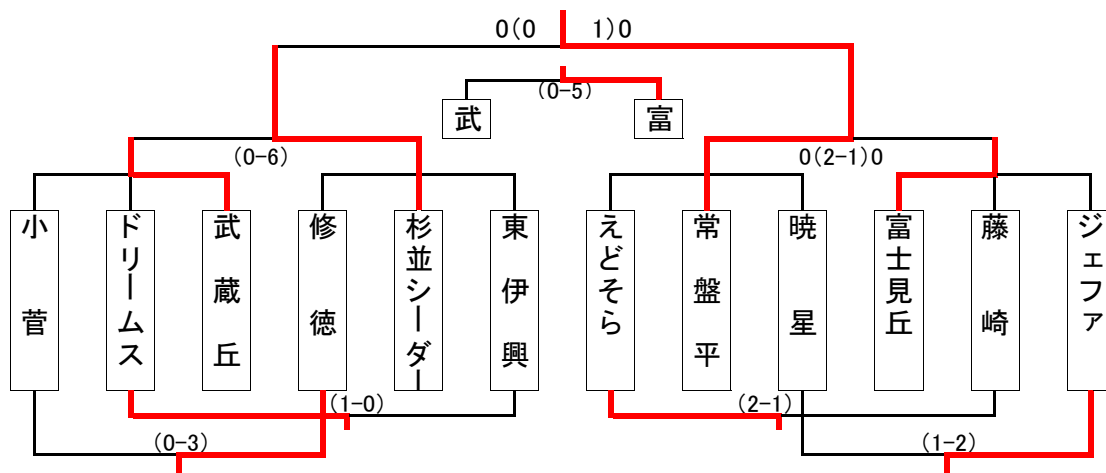 0(0 1)0
(0-5)
武 富
(0-6) 0(2-1)0
小菅
ドリームス
武蔵丘
修徳
杉並シーダー
東伊興
えどそら
常盤平
暁星
富士見丘
藤崎
ジェファ
(1-0) (2-1)
(0-3) (1-2)